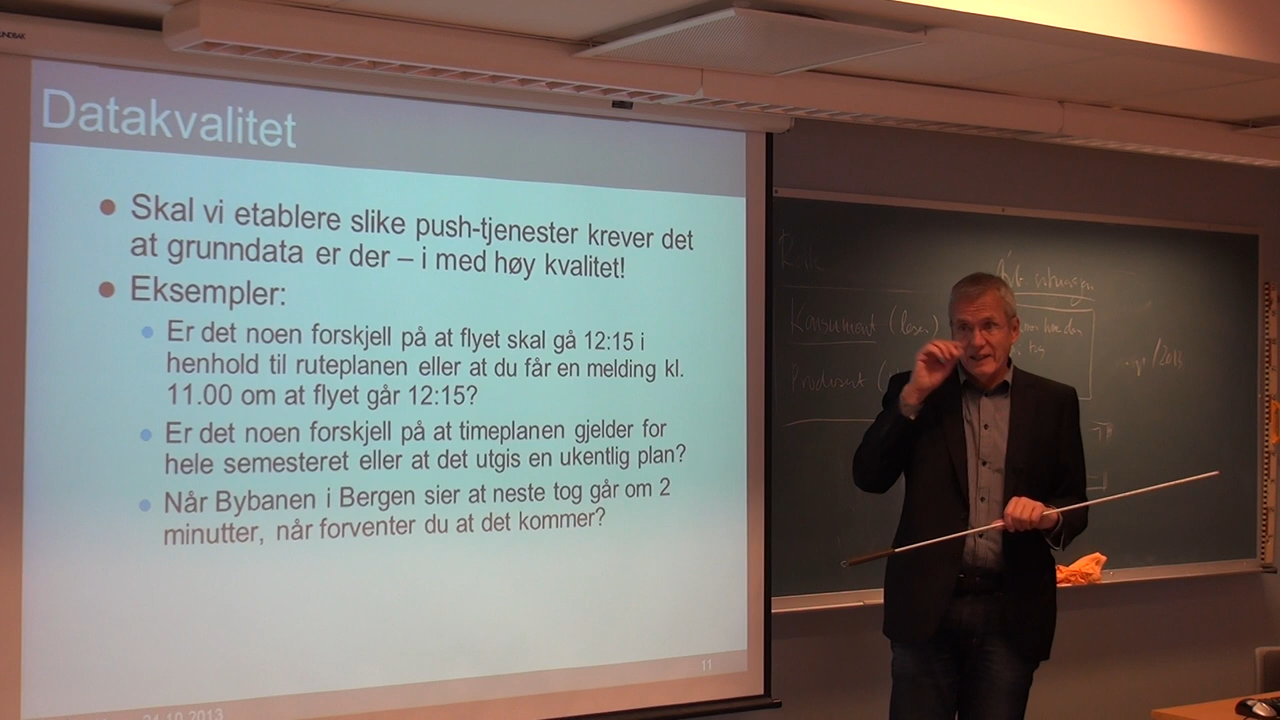 Datakvalitet
Skal vi etablere slike push-tjenester krever det
at grunndata er der – i med høy kvalitet!
Eksempler:
Er det noen forskjell på at flyet skal gå 12:15 i
henhold til ruteplanen eller at du får en melding kl.
11.00 om at flyet går 12:15?
Er det noen forskjell på at timeplanen gjelder for
hele semesteret eller at det utgis en ukentlig plan?
Når Bybanen i Bergen sier at neste tog går om 2
minutter, når forventer du at det kommer?
11
24.10.2013
Konsument
Produsent
/2013